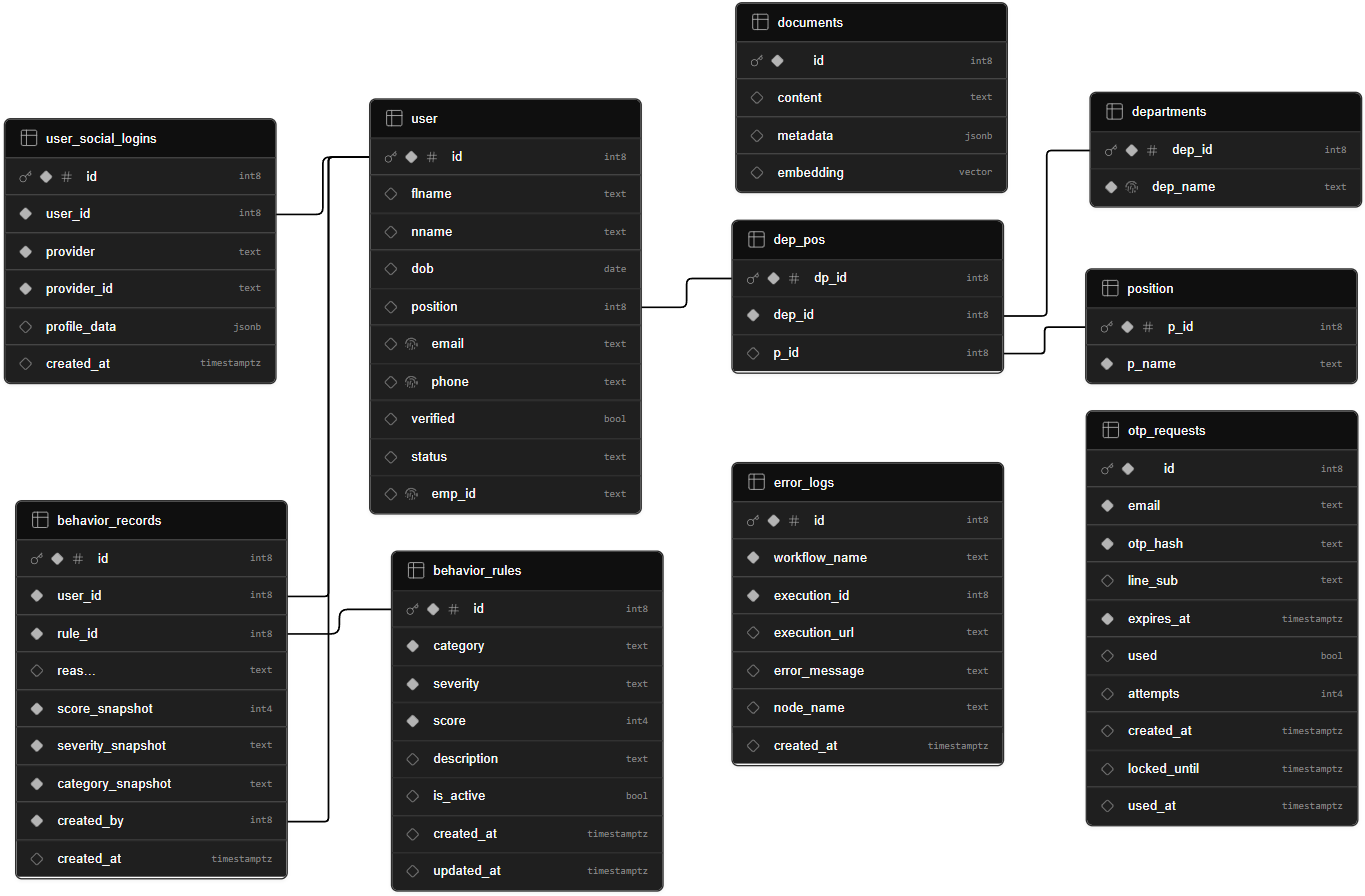 user_social_logins
# id int8
user_id int8
provider text
provider_id text
profile_data jsonb
created_at timestamptz
user
# id int8
flname text
nname text
dob date
position int8
email text
phone text
verified bool
status text
emp_id text
documents
id int8
content text
metadata jsonb
embedding vector
departments
# dep_id int8
dep_name text
dep_pos
# dp_id int8
dep_id int8
p_id int8
position
# p_id int8
p_name text
otp_requests
id int8
email text
otp_hash text
line_sub text
expires_at timestamptz
used bool
attempts int4
created_at timestamptz
locked_until timestamptz
used_at timestamptz
error_logs
# id int8
workflow_name text
execution_id int8
execution_url text
error_message text
node_name text
created_at timestamptz
behavior_records
# id int8
user_id int8
rule_id int8
reas... text
score_snapshot int4
severity_snapshot text
category_snapshot text
created_by int8
created_at timestamptz
behavior_rules
# id int8
category text
severity text
score int4
description text
is_active bool
created_at timestamptz
updated_at timestamptz